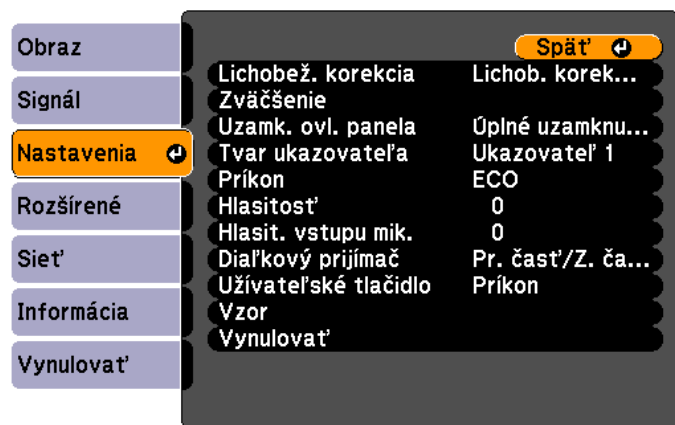 Obraz
Signál
Nastavenia
Rozšírené
Sieť
Informácia
Vynulovať
Späť
Lichobež. korekcia Lichob. korek...
Zväčšenie
Uzamk. ovl. panela Úplné uzamknu...
Tvar ukazovateľa Ukazovateľ 1
Príkon ECO
Hlasitosť 0
Hlasit. vstupu mik. 0
Diaľkový prijímač Pr. časť/Z. ča...
Užívateľské tlačidlo Príkon
Vzor
Vynulovať